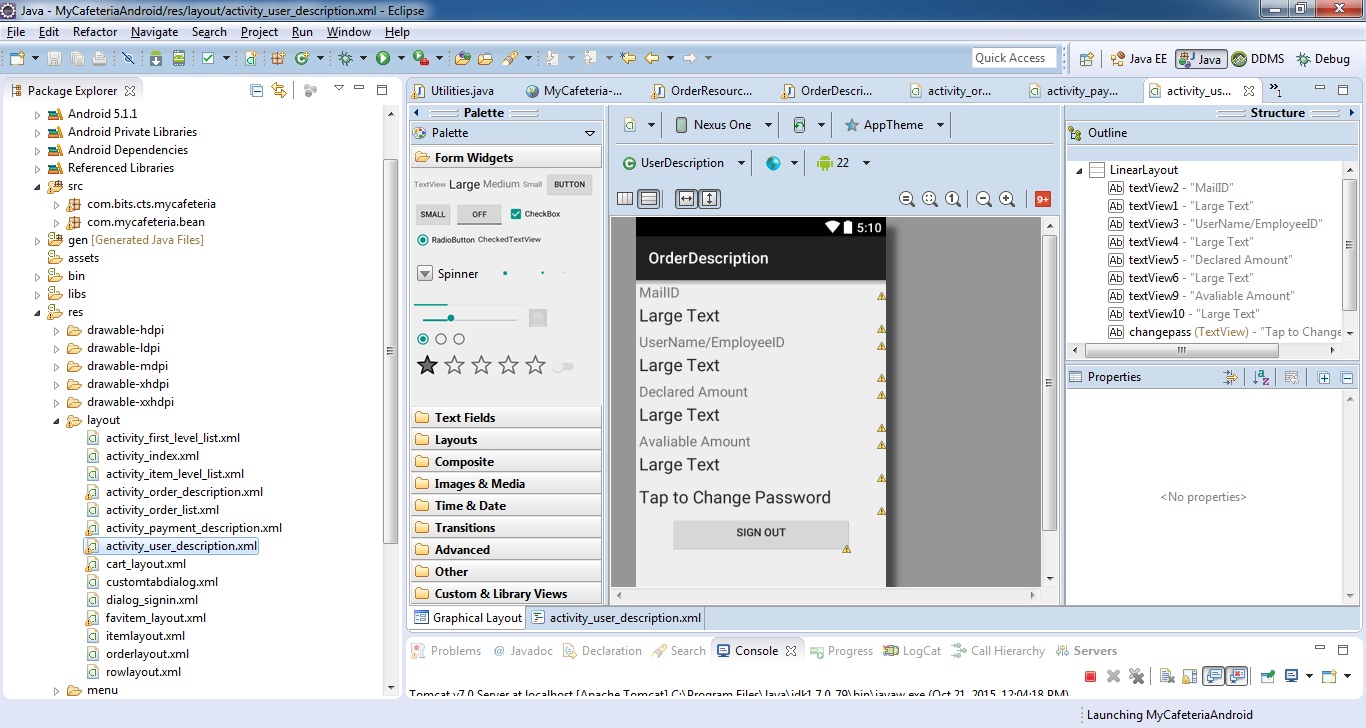 Java - MyCafeteriaAndroid/res/layout/activity_user_description.xml - Eclipse
File Edit Refactor Navigate Search Project Run Window Help
Quick Access
Java EE Java DDMS Debug
Package Explorer
Android 5.1.1
Android Private Libraries
Android Dependencies
Referenced Libraries
src
com.bits.cts.mycafeteria
com.mycafeteria.bean
gen [Generated Java Files]
assets
bin
libs
res
drawable-hdpi
drawable-ldpi
drawable-mdpi
drawable-xhdpi
drawable-xxhdpi
layout
activity_first_level_list.xml
activity_index.xml
activity_item_level_list.xml
activity_order_description.xml
activity_order_list.xml
activity_payment_description.xml
activity_user_description.xml
cart_layout.xml
customtabdialog.xml
dialog_signin.xml
favitem_layout.xml
itemlayout.xml
orderlayout.xml
rowlayout.xml
menu
Utilities.java MyCafeteria-... OrderResourc... OrderDescri... activity_or... activity_pay... activity_us... »1
Palette
Palette
Form Widgets
TextView Large Medium Small BUTTON
SMALL OFF CheckBox
RadioButton CheckedTextView
Spinner
Text Fields
Layouts
Composite
Images & Media
Time & Date
Transitions
Advanced
Other
Custom & Library Views
Nexus One AppTheme
UserDescription 22
1 9+
5:10
OrderDescription
MailID
Large Text
UserName/EmployeeID
Large Text
Declared Amount
Large Text
Avaliable Amount
Large Text
Tap to Change Password
SIGN OUT
Structure
Outline
LinearLayout
Ab textView2 - "MailID"
Ab textView1 - "Large Text"
Ab textView3 - "UserName/EmployeeID"
Ab textView4 - "Large Text"
Ab textView5 - "Declared Amount"
Ab textView6 - "Large Text"
Ab textView9 - "Avaliable Amount"
Ab textView10 - "Large Text"
Ab changepass (TextView) - "Tap to Change
Properties
<No properties>
Graphical Layout activity_user_description.xml
Problems Javadoc Declaration Search Console Progress LogCat Call Hierarchy Servers
Tomcat v7.0 Server at localhost [Apache Tomcat] C:\Program Files\Java\jdk1.7.0_79\bin\javaw.exe (Oct 21, 2015, 12:04:18 PM)
Launching MyCafeteriaAndroid